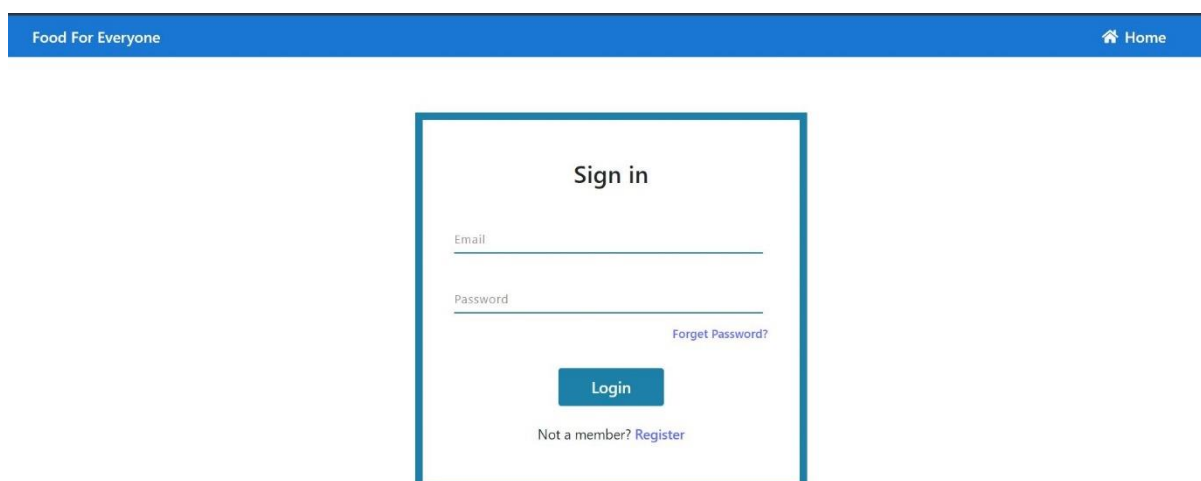 Food For Everyone
Home
Sign in
Email
Password
Forget Password?
Login
Not a member? Register